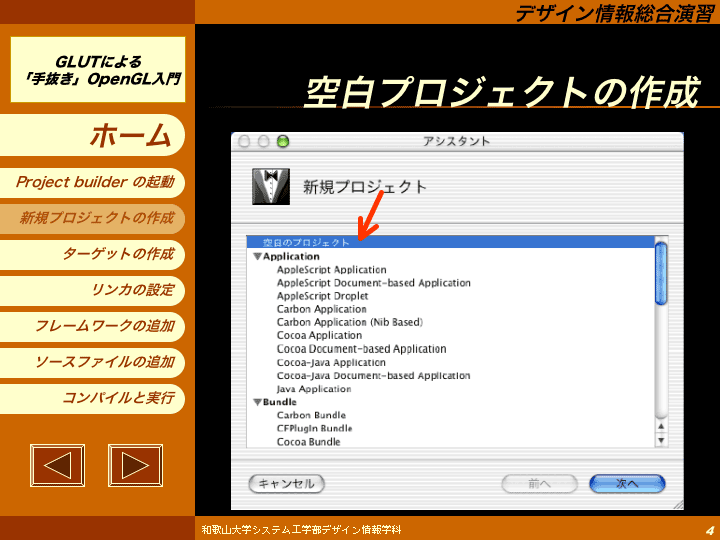 デザイン情報総合演習
GLUTによる
「手抜き」OpenGL入門
ホーム
Project builder の起動
新規プロジェクトの作成
ターゲットの作成
リンカの設定
フレームワークの追加
ソースファイルの追加
コンパイルと実行
空白プロジェクトの作成
アシスタント
新規プロジェクト
空白のプロジェクト
Application
AppleScript Application
AppleScript Document-based Application
AppleScript Droplet
Carbon Application
Carbon Application (Nib Based)
Cocoa Application
Cocoa Document-based Application
Cocoa-Java Application
Cocoa-Java Document-based Application
Java Application
Bundle
Carbon Bundle
CFPlugIn Bundle
Cocoa Bundle
キャンセル
前へ
次へ
和歌山大学システム工学部デザイン情報学科
4